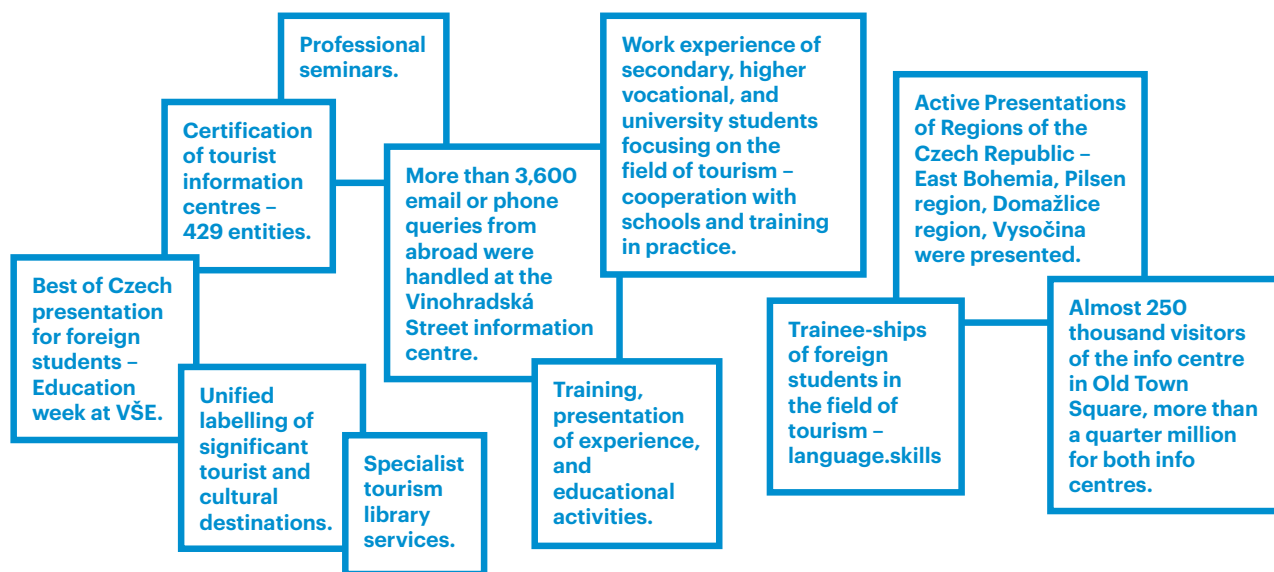 Professional
seminars.
Certification
of tourist
information
centres –
429 entities.
Best of Czech
presentation
for foreign
students –
Education
week at VŠE.
Unified
labelling of
significant
tourist and
cultural
destinations.
Specialist
tourism
library
services.
More than 3,600
email or phone
queries from
abroad were
handled at the
Vinohradská
Street information
centre.
Work experience of
secondary, higher
vocational, and
university students
focusing on the
field of tourism –
cooperation with
schools and training
in practice.
Training,
presentation
of experience,
and
educational
activities.
Active Presentations
of Regions of the
Czech Republic –
East Bohemia, Pilsen
region, Domažlice
region, Vysočina
were presented.
Trainee-ships
of foreign
students in
the field of
tourism –
language.skills
Almost 250
thousand visitors
of the info centre
in Old Town
Square, more than
a quarter million
for both info
centres.